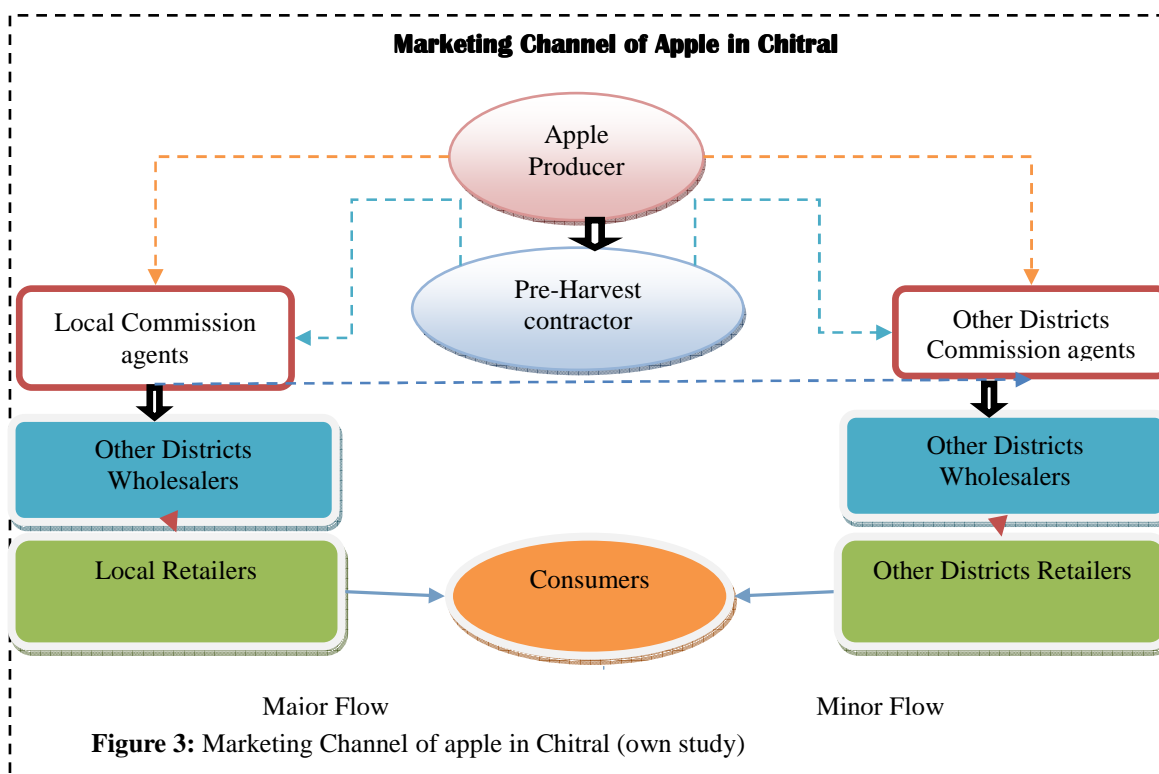 Marketing Channel of Apple in Chitral
Apple
Producer
Pre-Harvest
contractor
Local Commission
agents
Other Districts
Commission agents
Other Districts
Wholesalers
Other Districts
Wholesalers
Local Retailers
Consumers
Other Districts Retailers
Maior Flow
Minor Flow
Figure 3: Marketing Channel of apple in Chitral (own study)